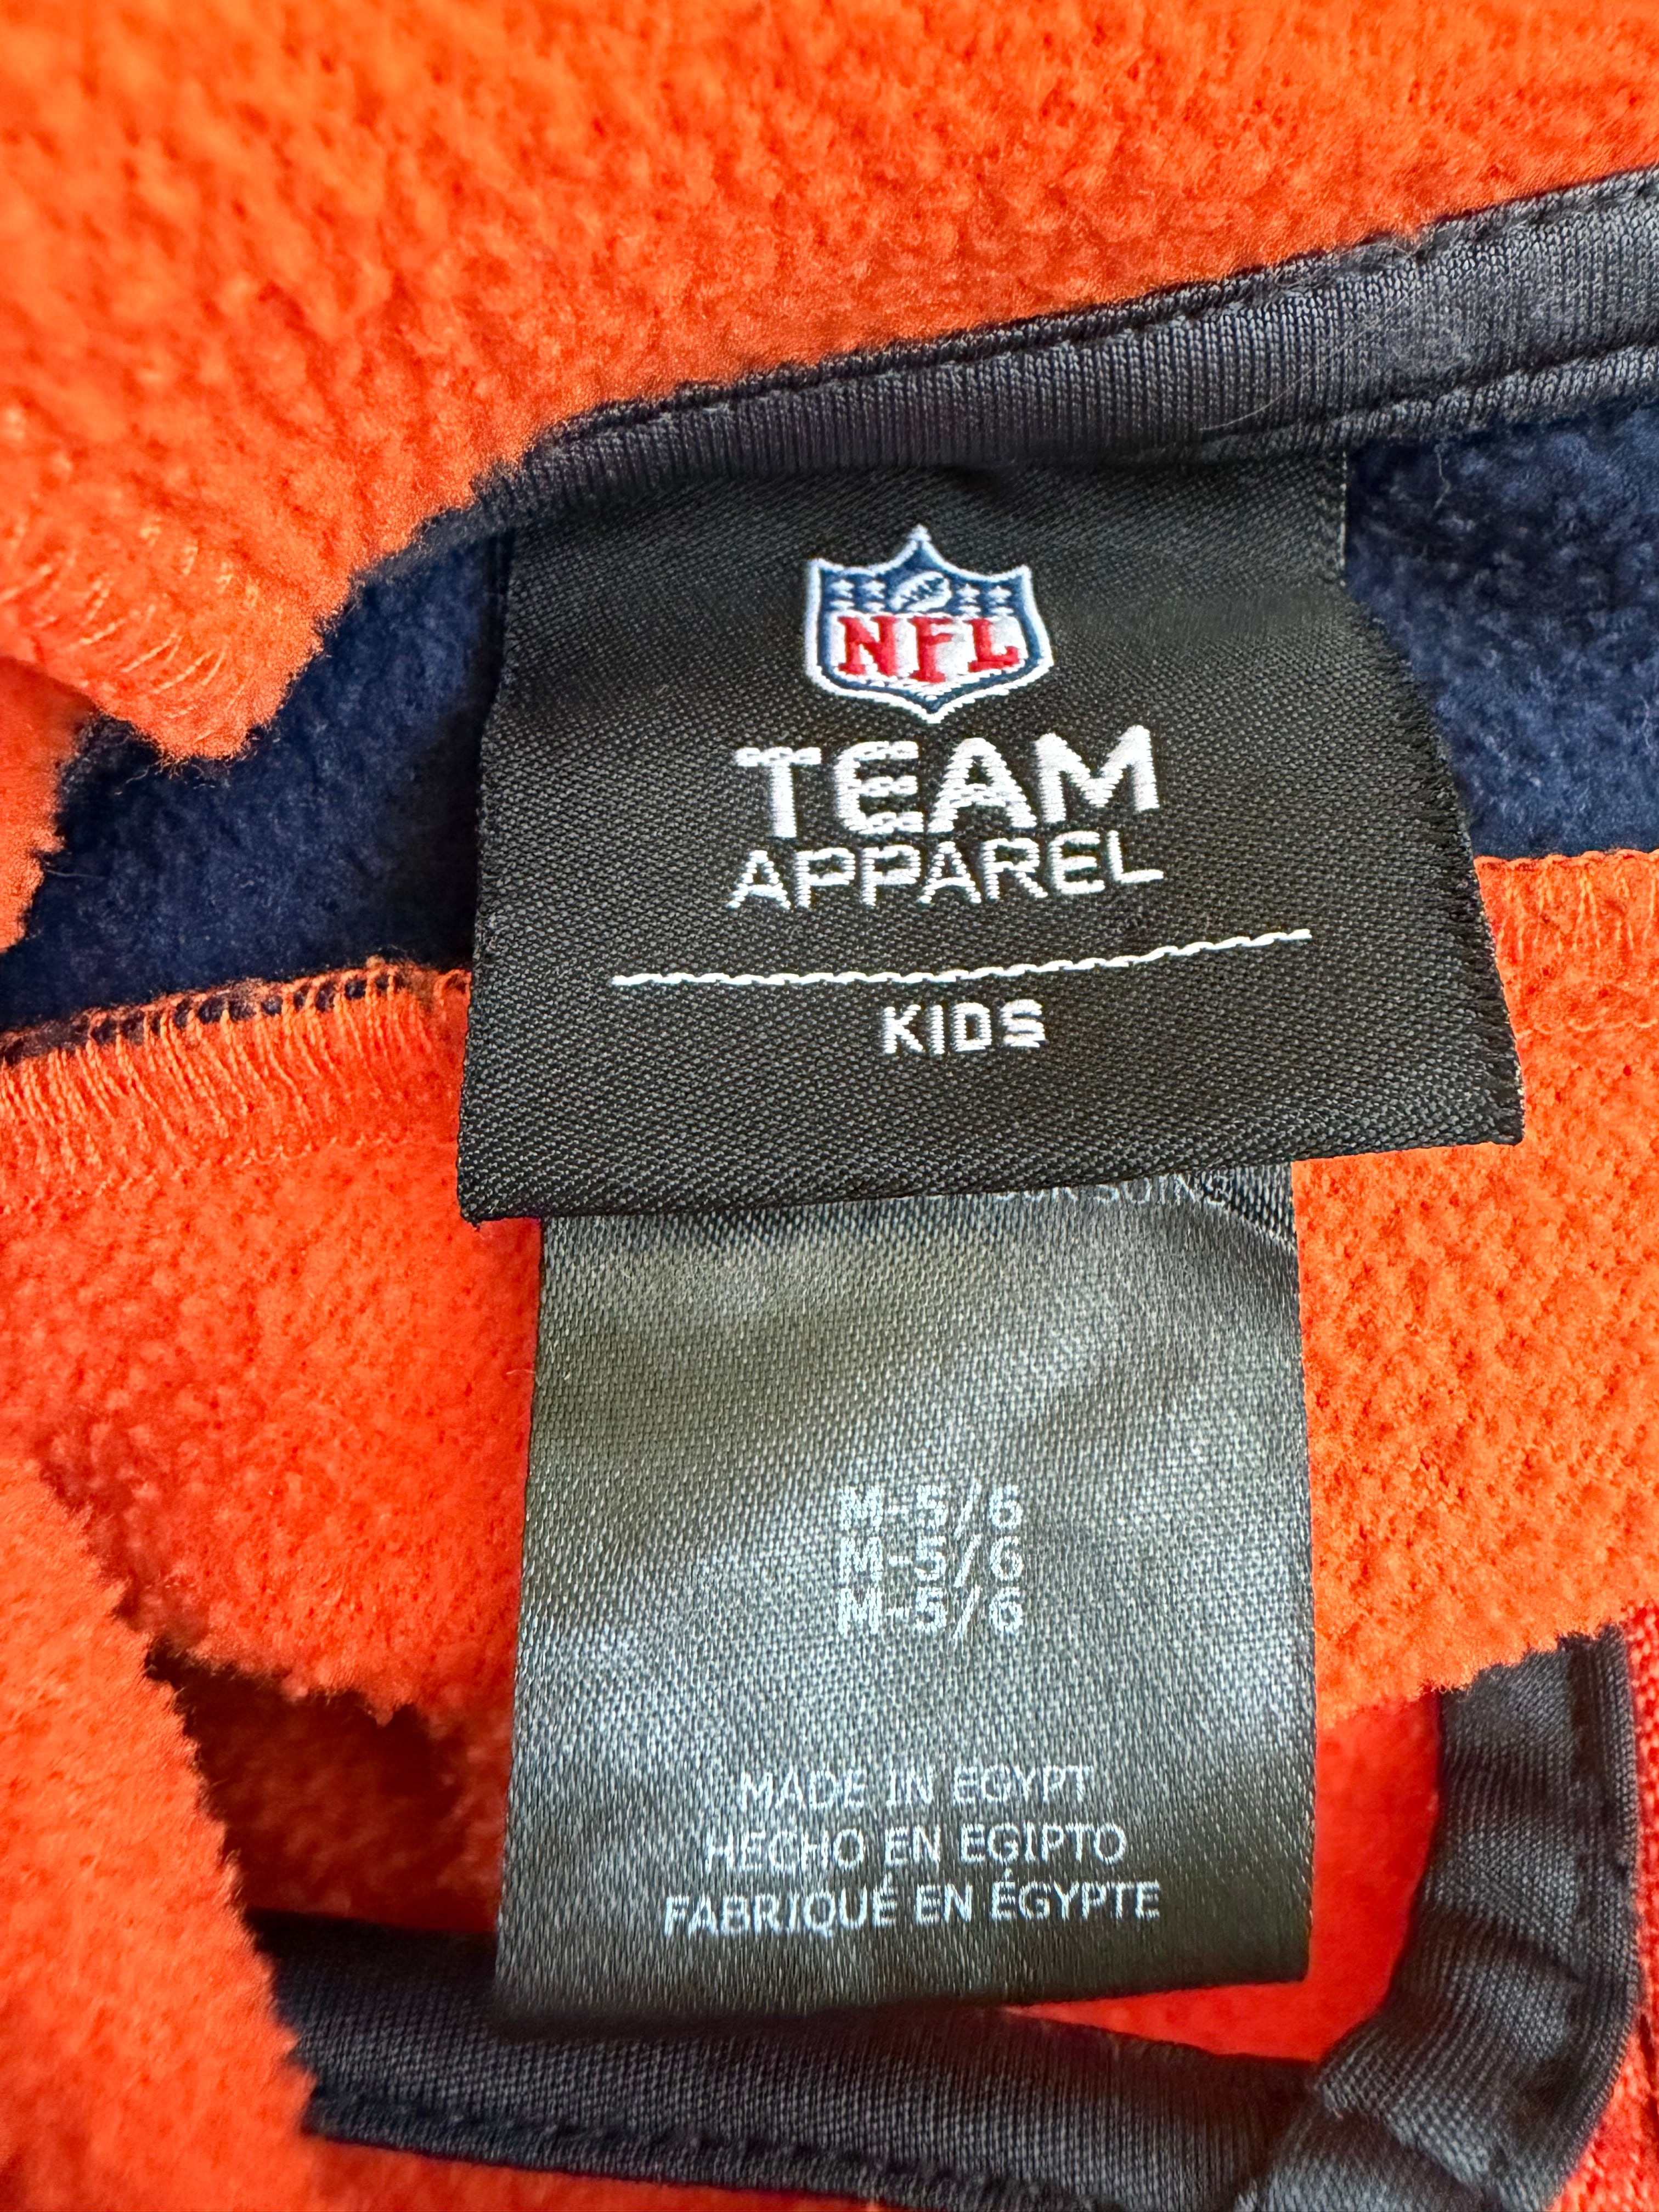 NFL
TEAM
APPAREL
KIDS
SOIN
M-5/6
M-5/6
M-5/6
MADE IN EGYPT
HECHO EN EGIPTO
FABRIQUÉ EN ÉGYPTE